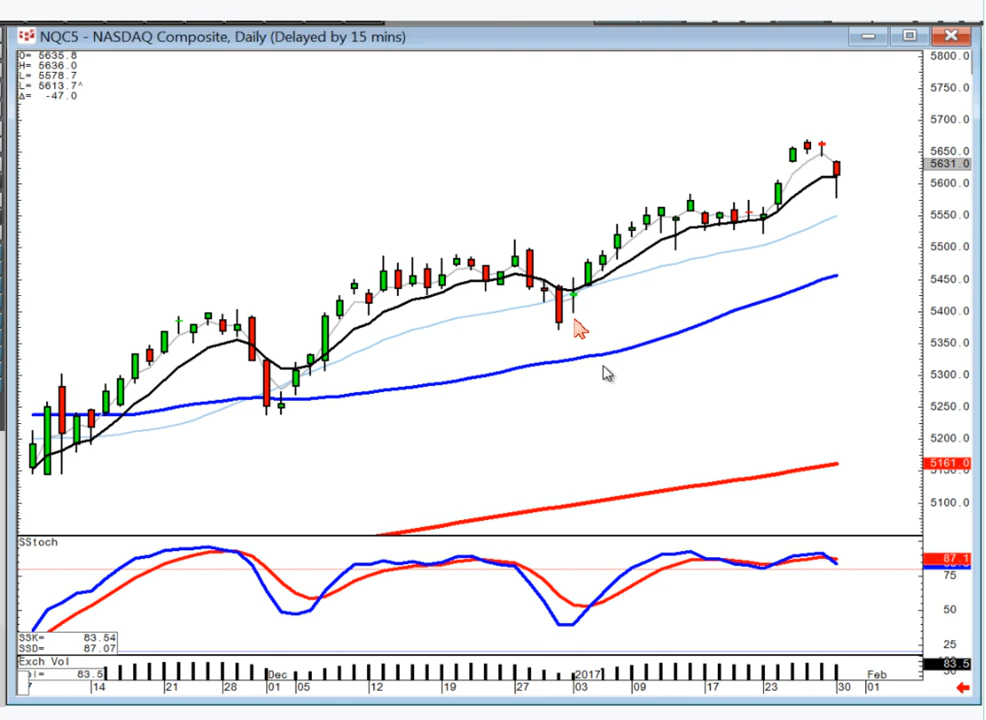 NQC5 - NASDAQ Composite, Daily (Delayed by 15 mins)
O= 5635.8
H= 5636.0
L= 5578.7
L= 5613.7^
Δ= -47.0
5800.0
5750.0
5700.0
5650.0
5631.0
5600.0
5550.0
5500.0
5450.0
5400.0
5350.0
5300.0
5250.0
5200.0
5161.0
5100.0
SStoch
87.1
75
50
25
SSK= 83.54
SSD= 87.07
Exch Vol
83.5
83.5
Dec 2017 Feb
14 21 28 01 05 12 19 27 03 09 17 23 30 01